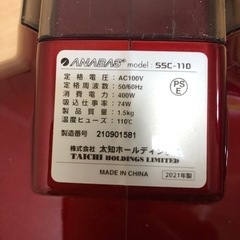 ANABAS® model : SSC-110
定格電圧：AC100V
定格周波数：50/60Hz
消費電力：400W
吸込仕事率：74W
製品質量：1.5kg
温度ヒューズ：110℃
PS
E
製造番号 210901581
株式会社 太知ホールディングス
TAICHI HOLDINGS LIMITED
MADE IN CHINA
2021年製